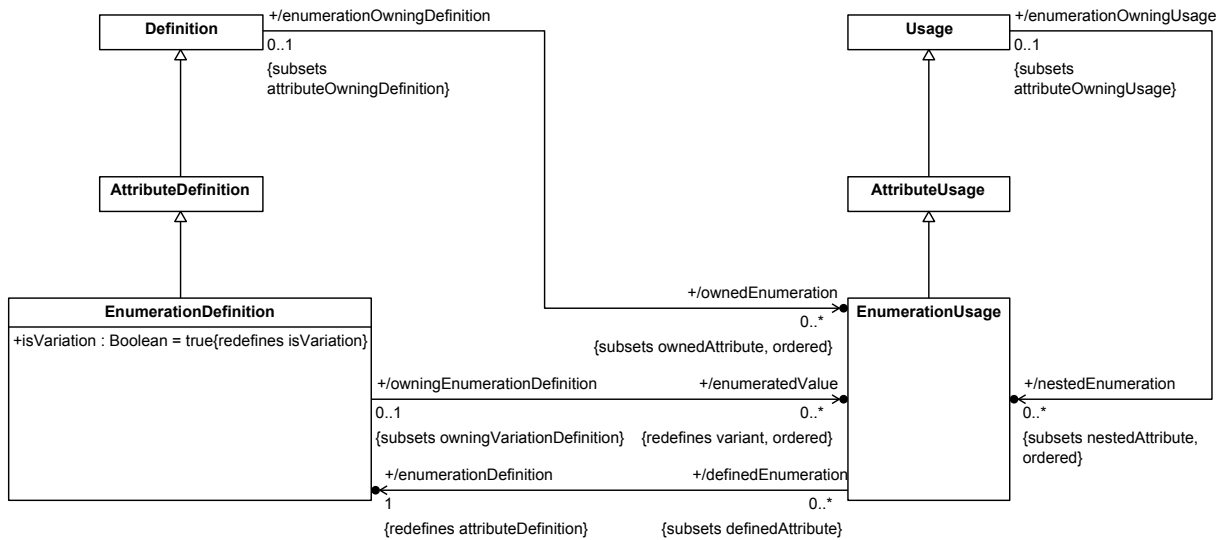 +/enumerationOwningDefinition
Definition
0..1
{subsets
attributeOwningDefinition}
+/enumerationOwningUsage
Usage
0..1
{subsets
attributeOwningUsage}
AttributeDefinition
AttributeUsage
EnumerationDefinition
+isVariation : Boolean = true{redefines isVariation}
+/ownedEnumeration
0..*
{subsets ownedAttribute, ordered}
EnumerationUsage
+/owningEnumerationDefinition
0..1
{subsets owningVariationDefinition}
+/enumeratedValue
0..*
{redefines variant, ordered}
+/nestedEnumeration
0..*
{subsets nestedAttribute,
ordered}
+/enumerationDefinition
1
{redefines attributeDefinition}
+/definedEnumeration
0..*
{subsets definedAttribute}